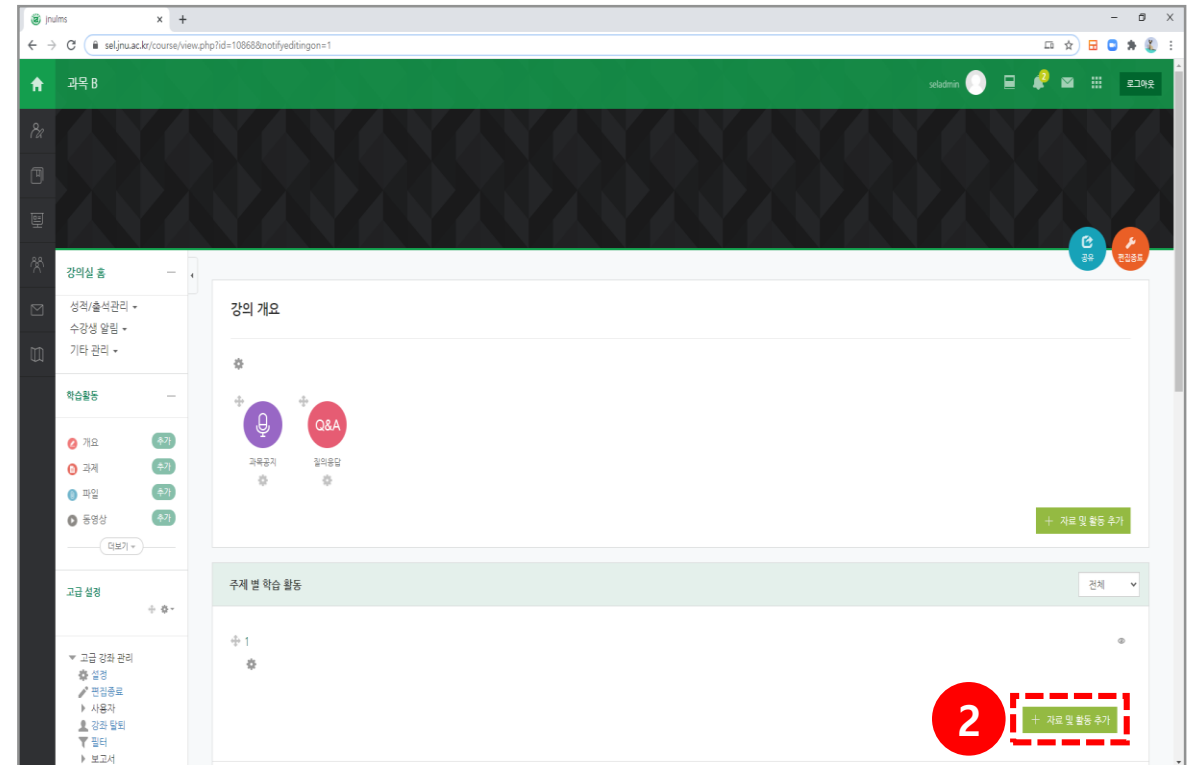 jnulms
sel.jnu.ac.kr/course/view.php?id=10868&notifyeditingon=1
과목 B
seladmin
2
로그아웃
공유
편집종료
강의실 홈
성적/출석관리
수강생 알림
기타 관리
학습활동
개요 추가
과제 추가
파일 추가
동영상 추가
더보기
고급 설정
고급 강좌 관리
설정
편집종료
사용자
강좌 탈퇴
필터
보고서
강의 개요
Q&A
과목공지
질의응답
+ 자료 및 활동 추가
주제 별 학습 활동
전체
1
2
+ 자료 및 활동 추가